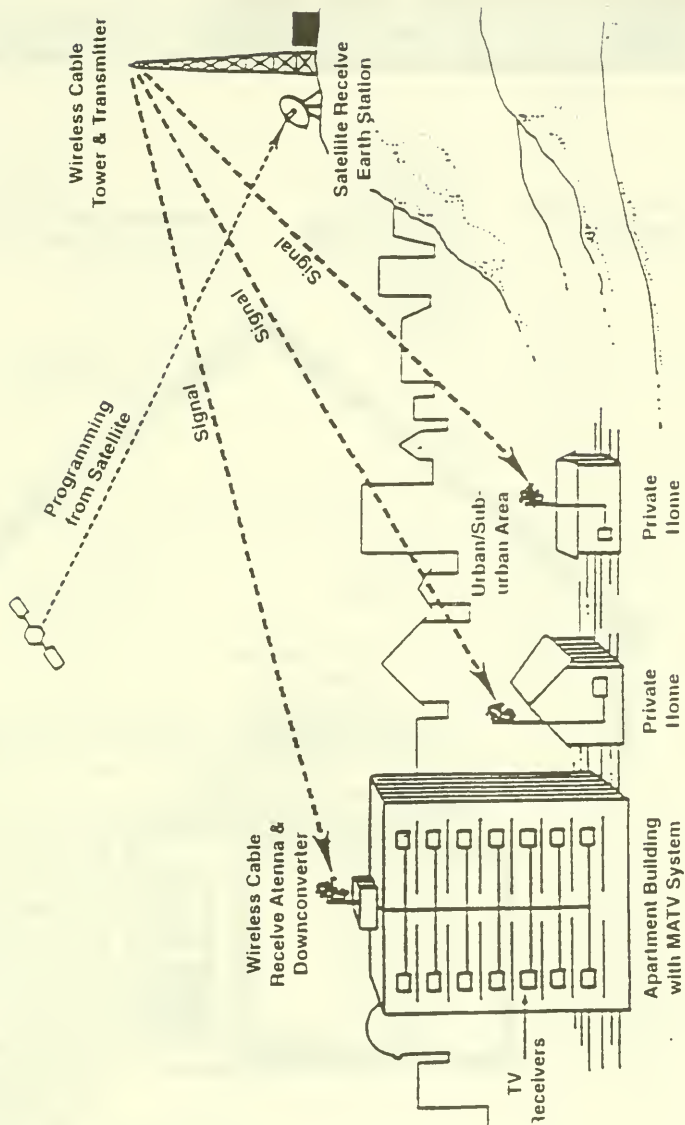 Wireless Cable
Tower & Transmitter
Programming
from Satellite
Signal
Signal
Signal
Satellite Receive
Earth Station
Wireless Cable
Receive Atenna &
Downconverter
Urban/Sub-
urban Area
TV
Receivers
Apartment Building
with MATV System
Private
Home
Private
Home